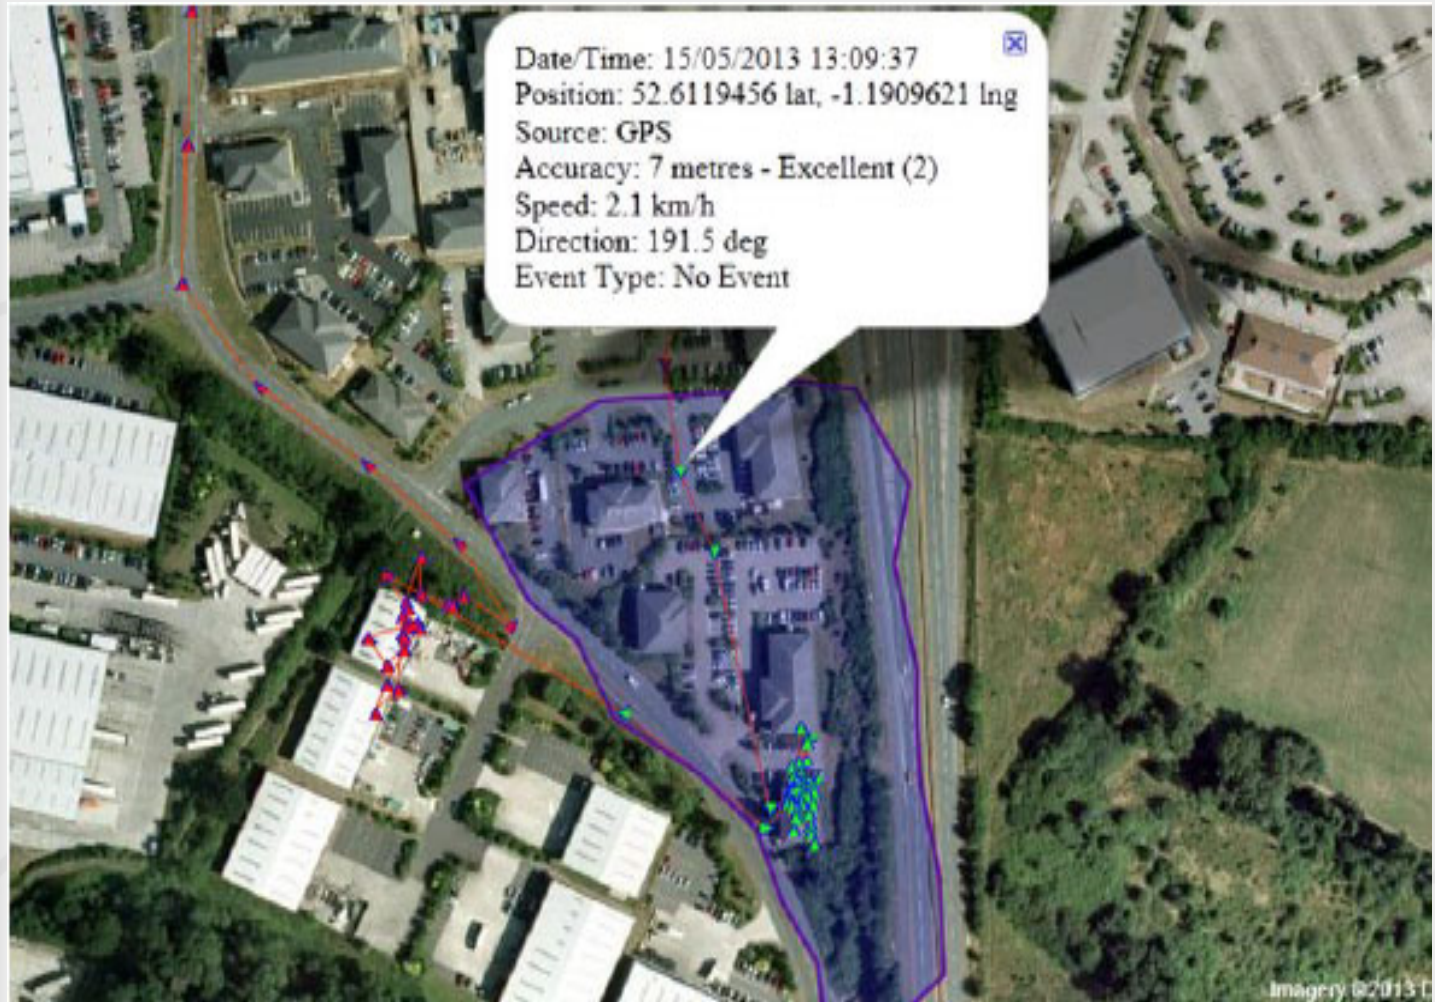 Date/Time: 15/05/2013 13:09:37
Position: 52.6119456 lat, -1.1909621 lng
Source: GPS
Accuracy: 7 metres - Excellent (2)
Speed: 2.1 km/h
Direction: 191.5 deg
Event Type: No Event
Imagery ©2013